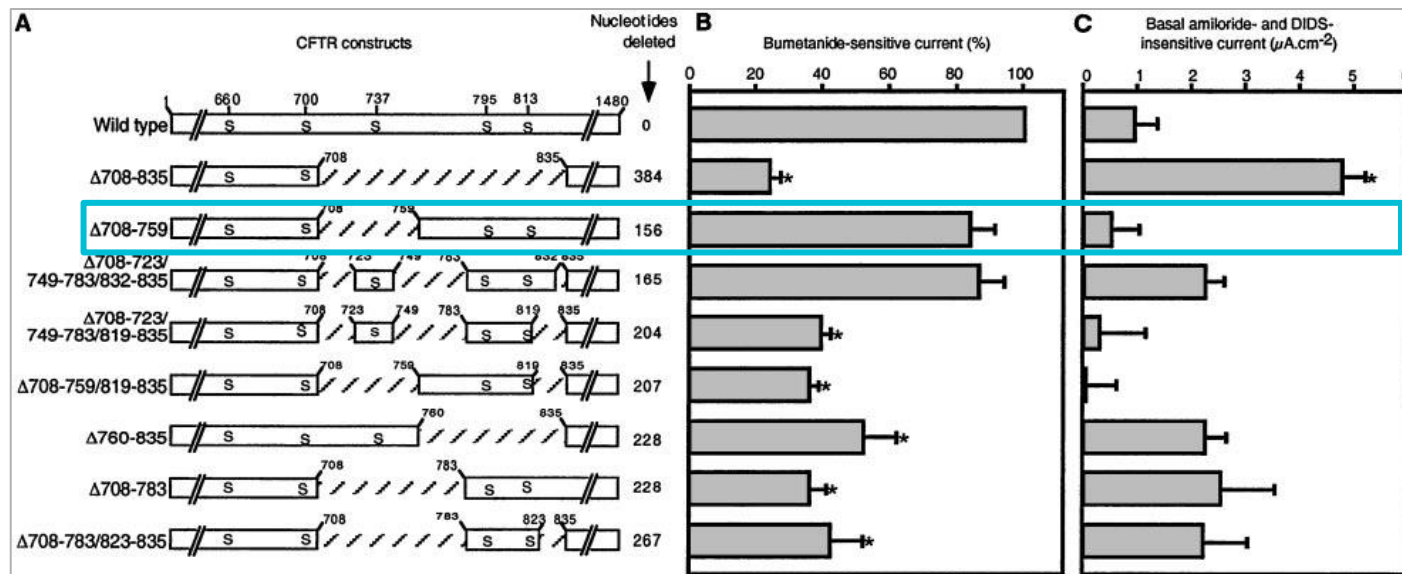 A
CFTR constructs
Nucleotides
deleted
1 660 700 737 795 813 1480
Wild type S S S S S 0
708 835
Δ708-835 S S 384
708 759
Δ708-759 S S S S 156
Δ708-723/
749-783/832-835
708 723 749 783 832 835
S S S S S 165
Δ708-723/
749-783/819-835
708 723 749 783 819 835
S S S S S 204
708 759 819 835
Δ708-759/819-835 S S S S 207
760 835
Δ760-835 S S S 228
708 783
Δ708-783 S S S S 228
708 783 823 835
Δ708-783/823-835 S S S S 267
B
Bumetanide-sensitive current (%)
0 20 40 60 80 100
*
*
*
*
*
*
C
Basal amiloride- and DIDS-
insensitive current (μA.cm-2)
0 1 2 3 4 5
*